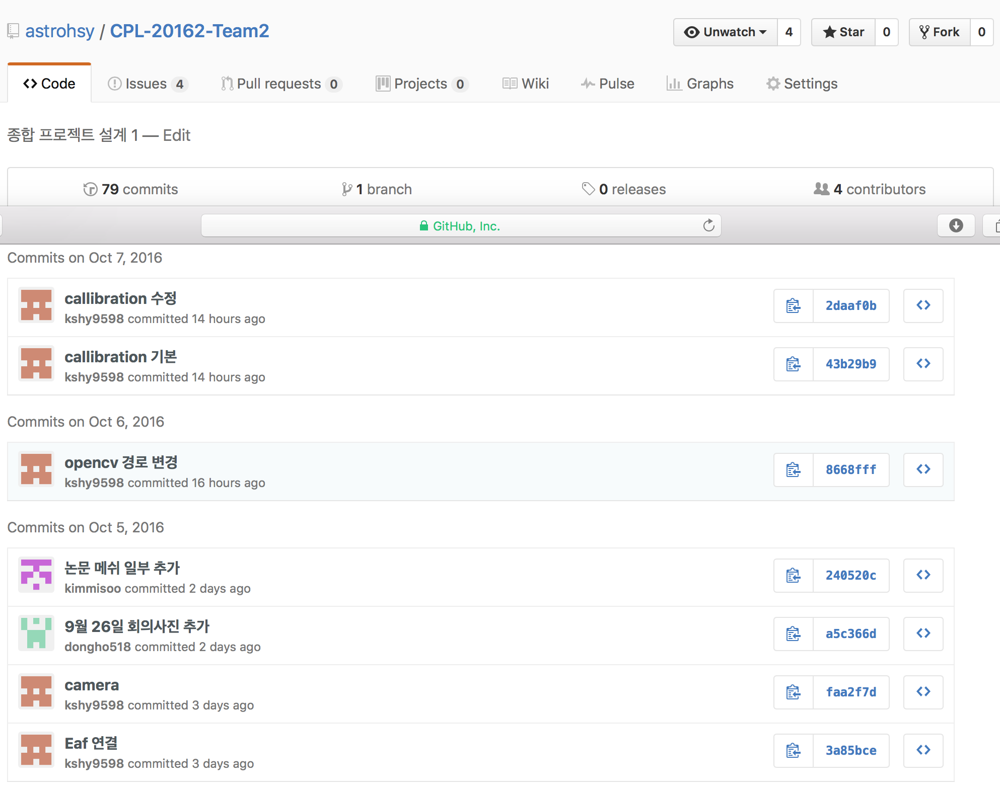 astrohsy / CPL-20162-Team2
Unwatch 4 Star 0 Fork 0
Code Issues 4 Pull requests 0 Projects 0 Wiki Pulse Graphs Settings
종합 프로젝트 설계 1 — Edit
79 commits 1 branch 0 releases 4 contributors
GitHub, Inc.
Commits on Oct 7, 2016
callibration 수정
kshy9598 committed 14 hours ago
2daaf0b
callibration 기본
kshy9598 committed 14 hours ago
43b29b9
Commits on Oct 6, 2016
opencv 경로 변경
kshy9598 committed 16 hours ago
8668fff
Commits on Oct 5, 2016
논문 메쉬 일부 추가
kimmisoo committed 2 days ago
240520c
9월 26일 회의사진 추가
dongho518 committed 2 days ago
a5c366d
camera
kshy9598 committed 3 days ago
faa2f7d
Eaf 연결
kshy9598 committed 3 days ago
3a85bce